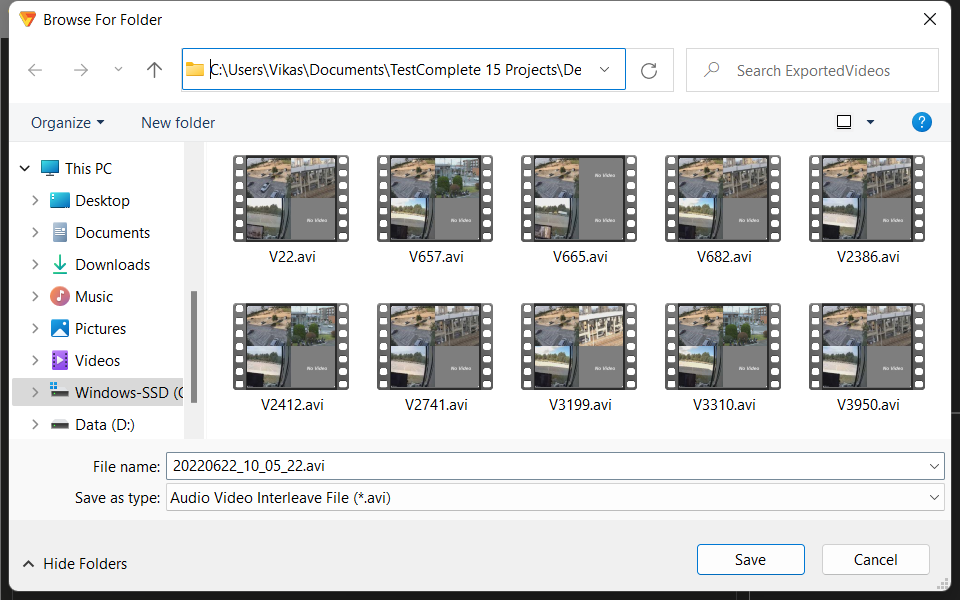 Browse For Folder
C:\Users\Vikas\Documents\TestComplete 15 Projects\De
Search ExportedVideos
Organize
New folder
?
This PC
Desktop
Documents
Downloads
Music
Pictures
Videos
Windows-SSD (C
Data (D:)
No Video
No Video
No Video
No Video
No Video
No Video
V22.avi
V657.avi
V665.avi
V682.avi
V2386.avi
No Video
No Video
No Video
No Video
No Video
V2412.avi
V2741.avi
V3199.avi
V3310.avi
V3950.avi
File name:
20220622_10_05_22.avi
Save as type:
Audio Video Interleave File (*.avi)
Hide Folders
Save
Cancel